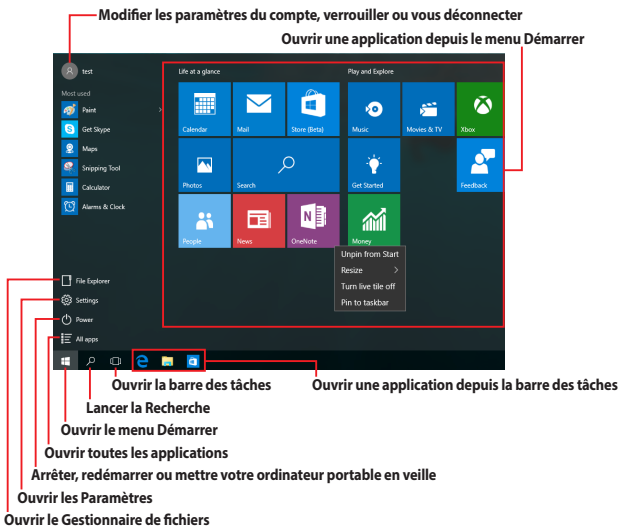 Modifier les paramètres du compte, verrouiller ou vous déconnecter
Ouvrir une application depuis le menu Démarrer
test
Life at a glance
Play and Explore
Most used
Paint
Get Skype
Maps
Snipping Tool
Calculator
Alarms & Clock
Calendar
Mail
Store (Beta)
Music
Movies & TV
Xbox
Photos
Search
Get Started
Feedback
People
News
OneNote
Money
Unpin from Start
Resize
Turn live tile off
Pin to taskbar
File Explorer
Settings
Power
All apps
Ouvrir la barre des tâches
Ouvrir une application depuis la barre des tâches
Lancer la Recherche
Ouvrir le menu Démarrer
Ouvrir toutes les applications
Arrêter, redémarrer ou mettre votre ordinateur portable en veille
Ouvrir les Paramètres
Ouvrir le Gestionnaire de fichiers